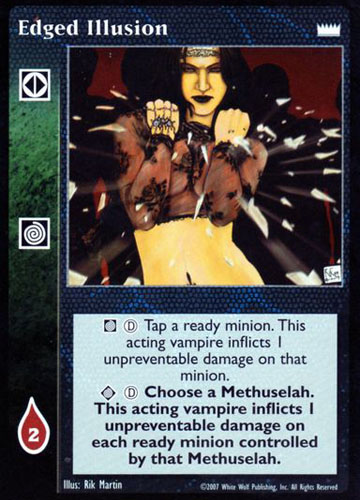 Edged Illusion
D Tap a ready minion. This
acting vampire inflicts 1
unpreventable damage on that
minion.
D Choose a Methuselah.
This acting vampire inflicts 1
unpreventable damage on
each ready minion controlled
by that Methuselah.
2
Illus: Rik Martin
©2007 White Wolf Publishing, Inc. All Rights Reserved.